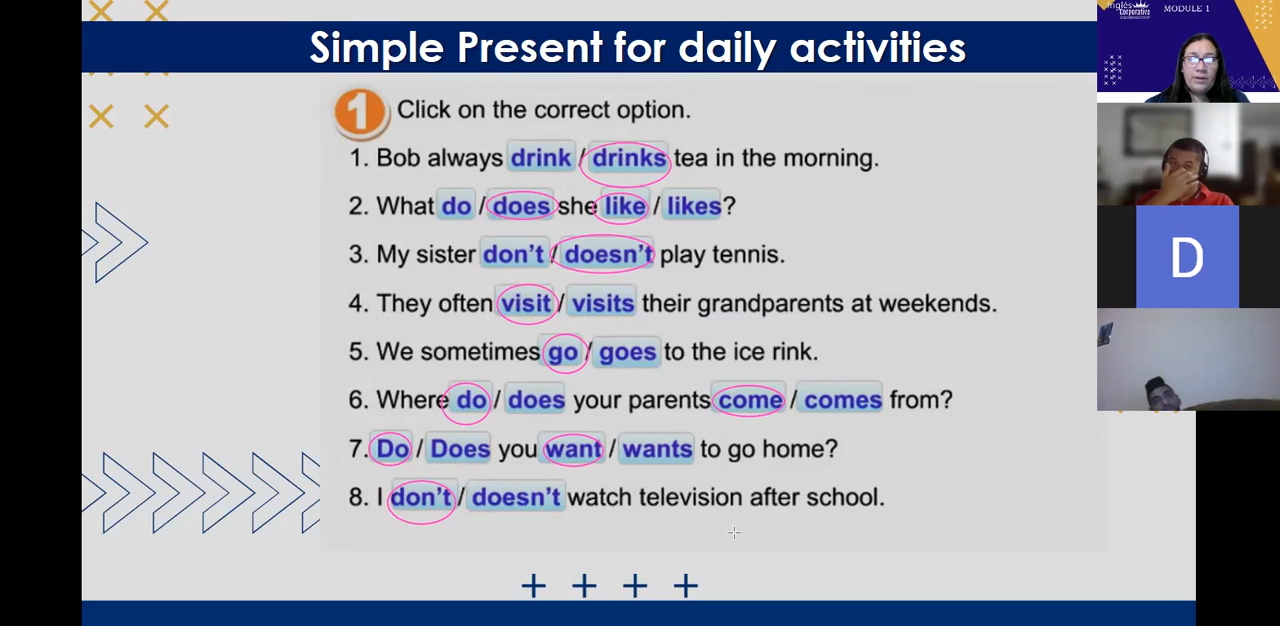 Simple Present for daily activities
1 Click on the correct option.
1. Bob always drink / drinks tea in the morning.
2. What do / does she like / likes?
3. My sister don't / doesn't play tennis.
4. They often visit / visits their grandparents at weekends.
5. We sometimes go / goes to the ice rink.
6. Where do / does your parents come / comes from?
7. Do / Does you want / wants to go home?
8. I don't / doesn't watch television after school.
Inglés
Corporativo
MODULE 1
D